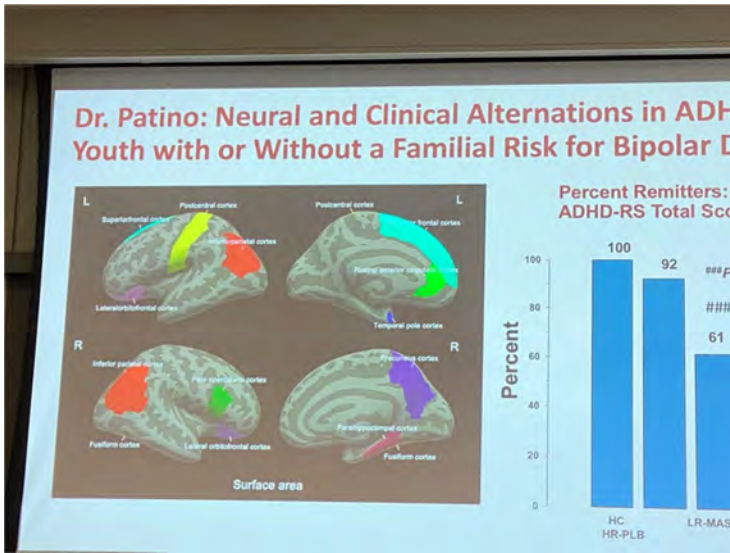 Dr. Patino: Neural and Clinical Alternations in ADH
Youth with or Without a Familial Risk for Bipolar D
L
Postcentral cortex
Superiorfrontal cortex
Inferiorparietal cortex
Lateralorbitofrontal cortex
L
Postcentral cortex
frontal cortex
Rostral anterior cingulate cortex
Temporal pole cortex
R
Inferior parietal cortex
Pars opercularis cortex
Fusiform cortex
Lateral orbitofrontal cortex
R
Precuneus cortex
Parahippocampal cortex
Fusiform cortex
Surface area
Percent Remitters:
ADHD-RS Total Sco
Percent
100
80
60
40
20
0
100
92
61
###P
###
HC
HR-PLB
LR-MAS